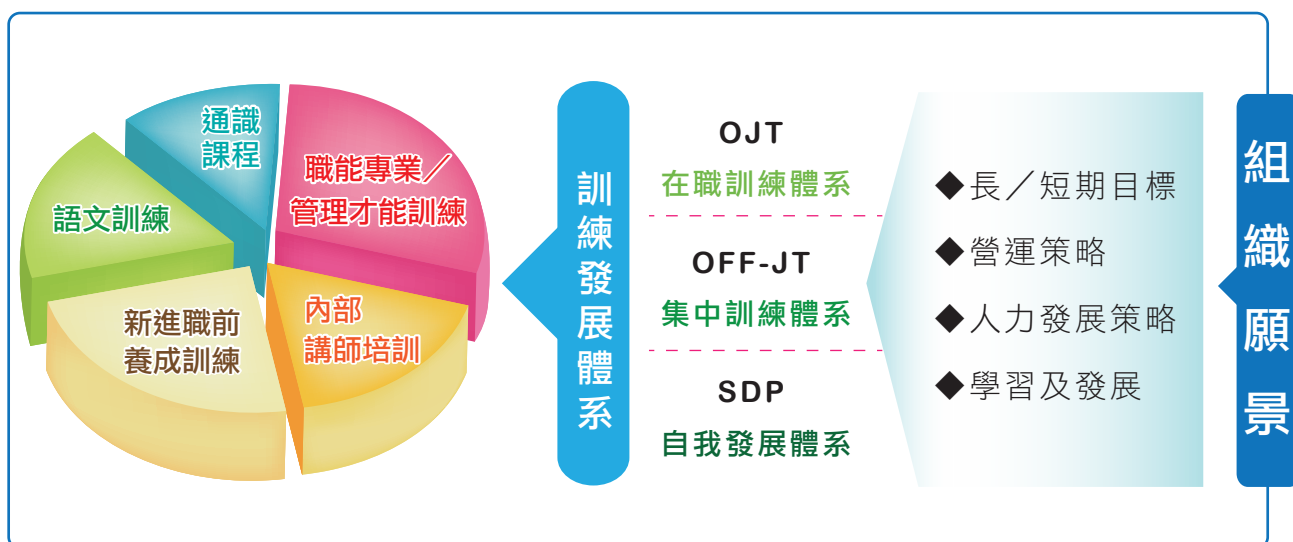 通識
課程
職能專業／
管理才能訓練
語文訓練
新進職前
養成訓練
內部
講師培訓
訓練發展體系
OJT
在職訓練體系
OFF-JT
集中訓練體系
SDP
自我發展體系
◆長／短期目標
◆營運策略
◆人力發展策略
◆學習及發展
組織願景